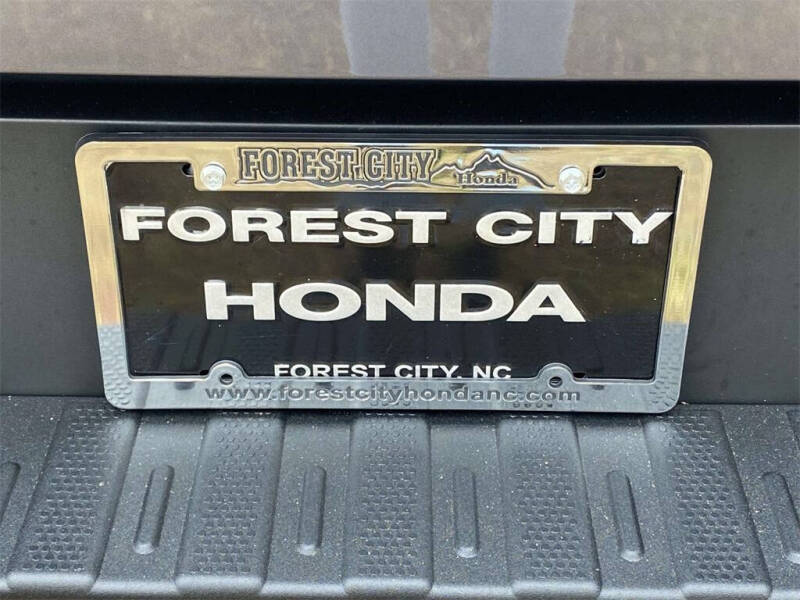 FOREST CITY
Honda
FOREST CITY
HONDA
FOREST CITY, NC
www.forestcityhondanc.com